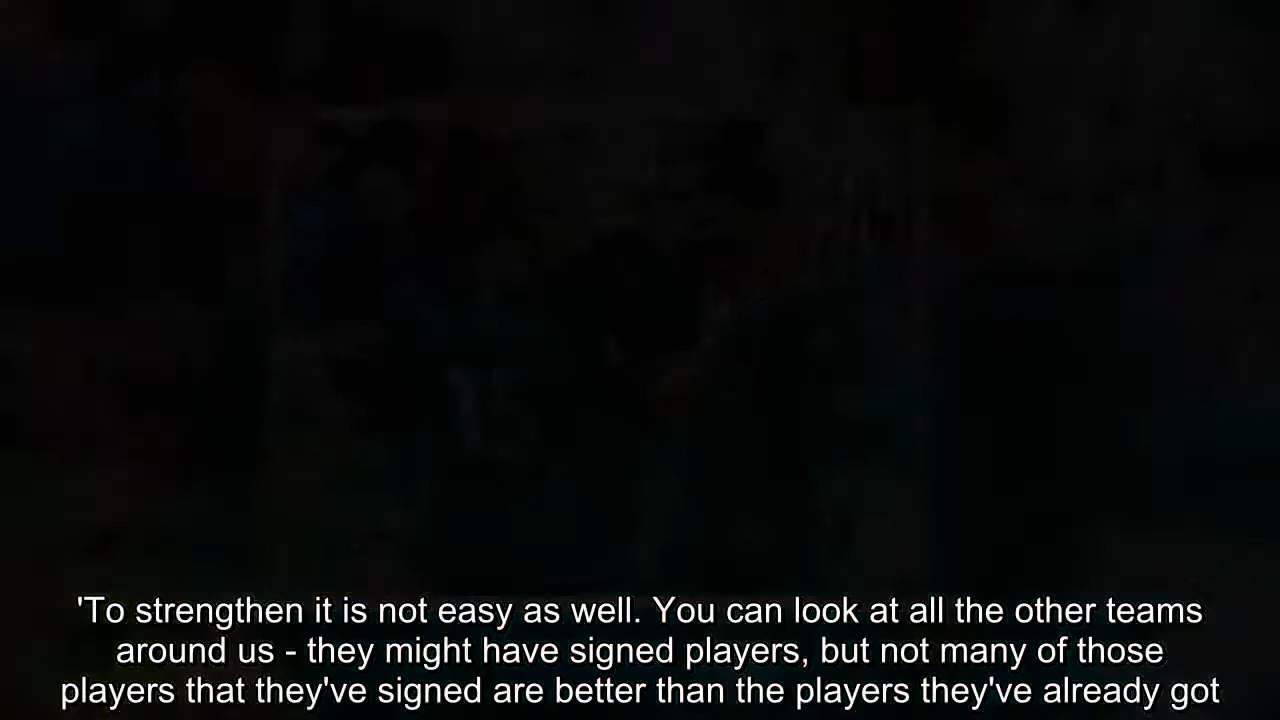 'To strengthen it is not easy as well. You can look at all the other teams
around us - they might have signed players, but not many of those
players that they've signed are better than the players they've already got